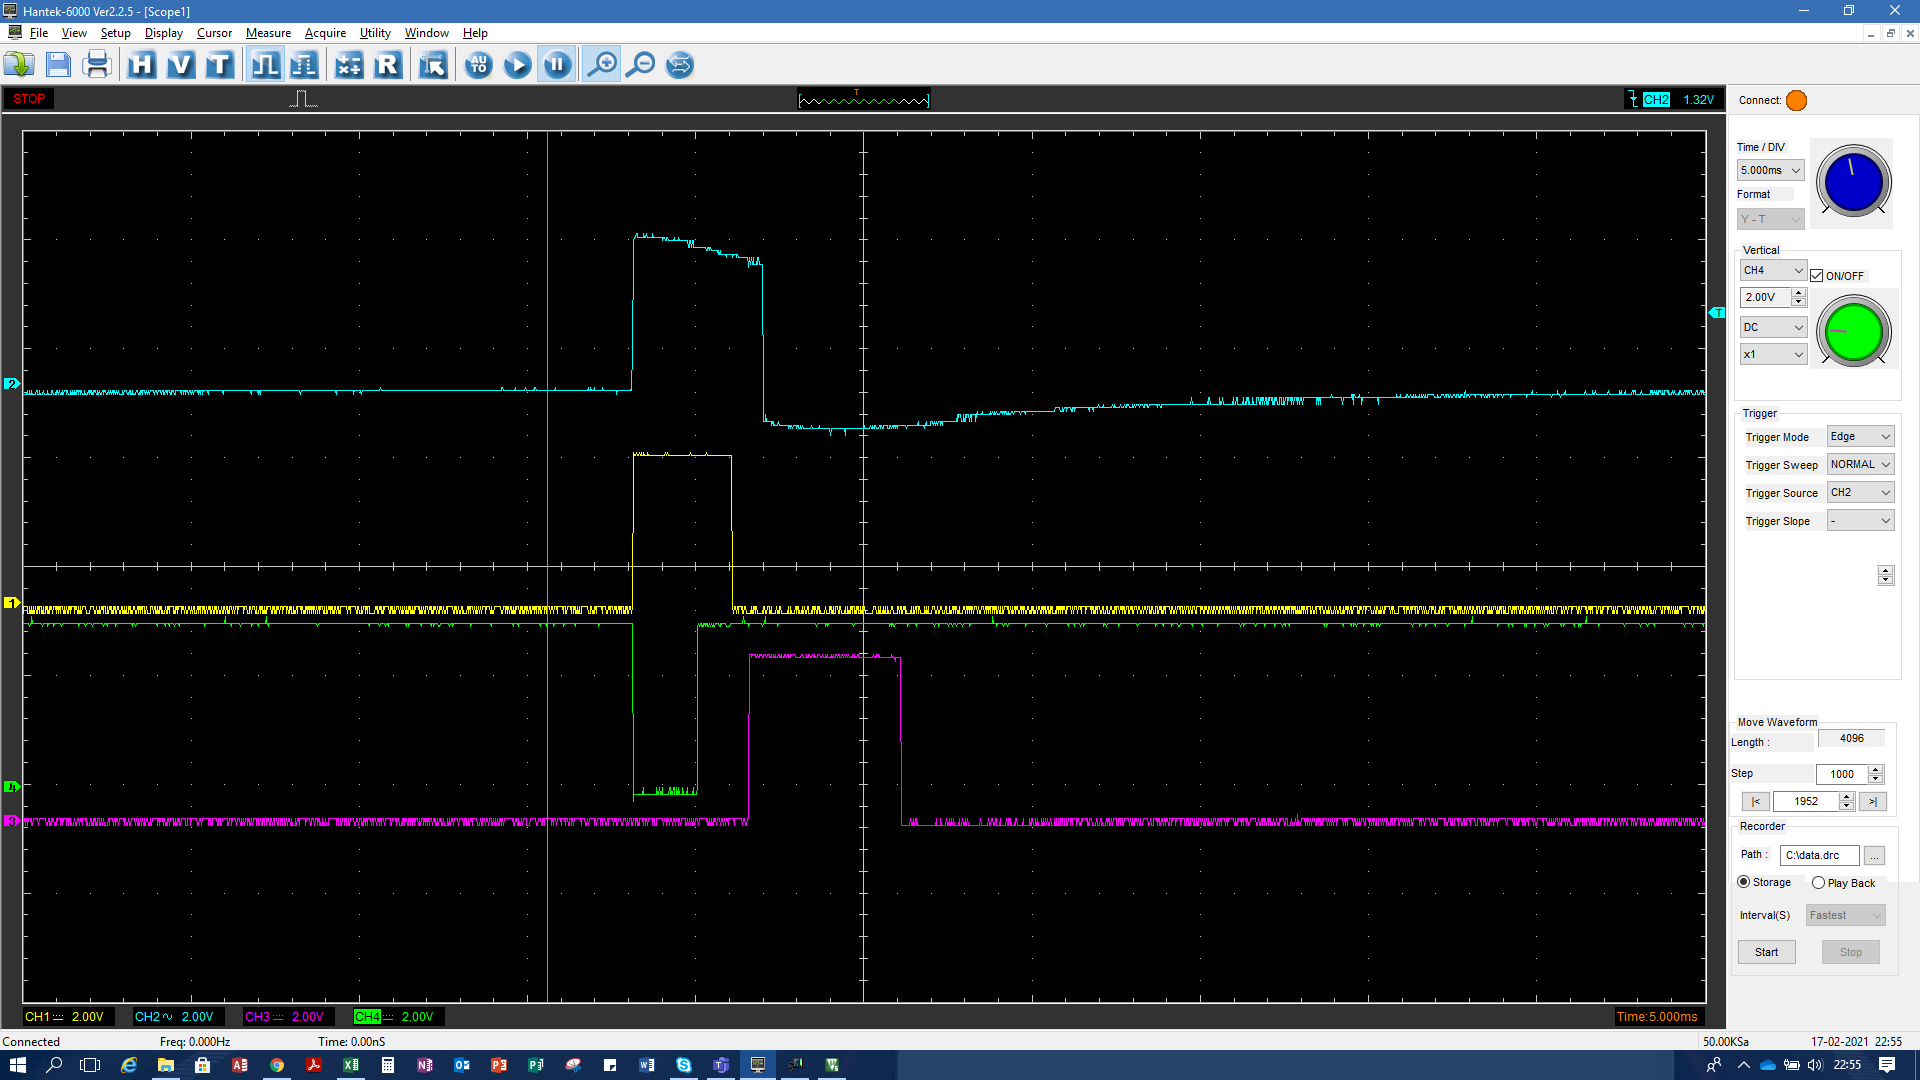 Hantek-6000 Ver2.2.5 - [Scope1]
File View Setup Display Cursor Measure Acquire Utility Window Help
H V T R AUTO
STOP
T
CH2 1.32V
Connect:
Time / DIV
5.000ms
Format
Y - T
Vertical
CH4
ON/OFF
2.00V
DC
x1
T
Trigger
Trigger Mode Edge
Trigger Sweep NORMAL
Trigger Source CH2
Trigger Slope -
2
1
4
3
Move Waveform
Length : 4096
Step 1000
|< 1952 >|
Recorder
Path : C:\data.drc ...
Storage Play Back
Interval(S) Fastest
Start Stop
CH1 2.00V CH2 2.00V CH3 2.00V CH4 2.00V Time:5.000ms
Connected Freq: 0.000Hz Time: 0.00nS 50.00KSa 17-02-2021 22:55
22:55